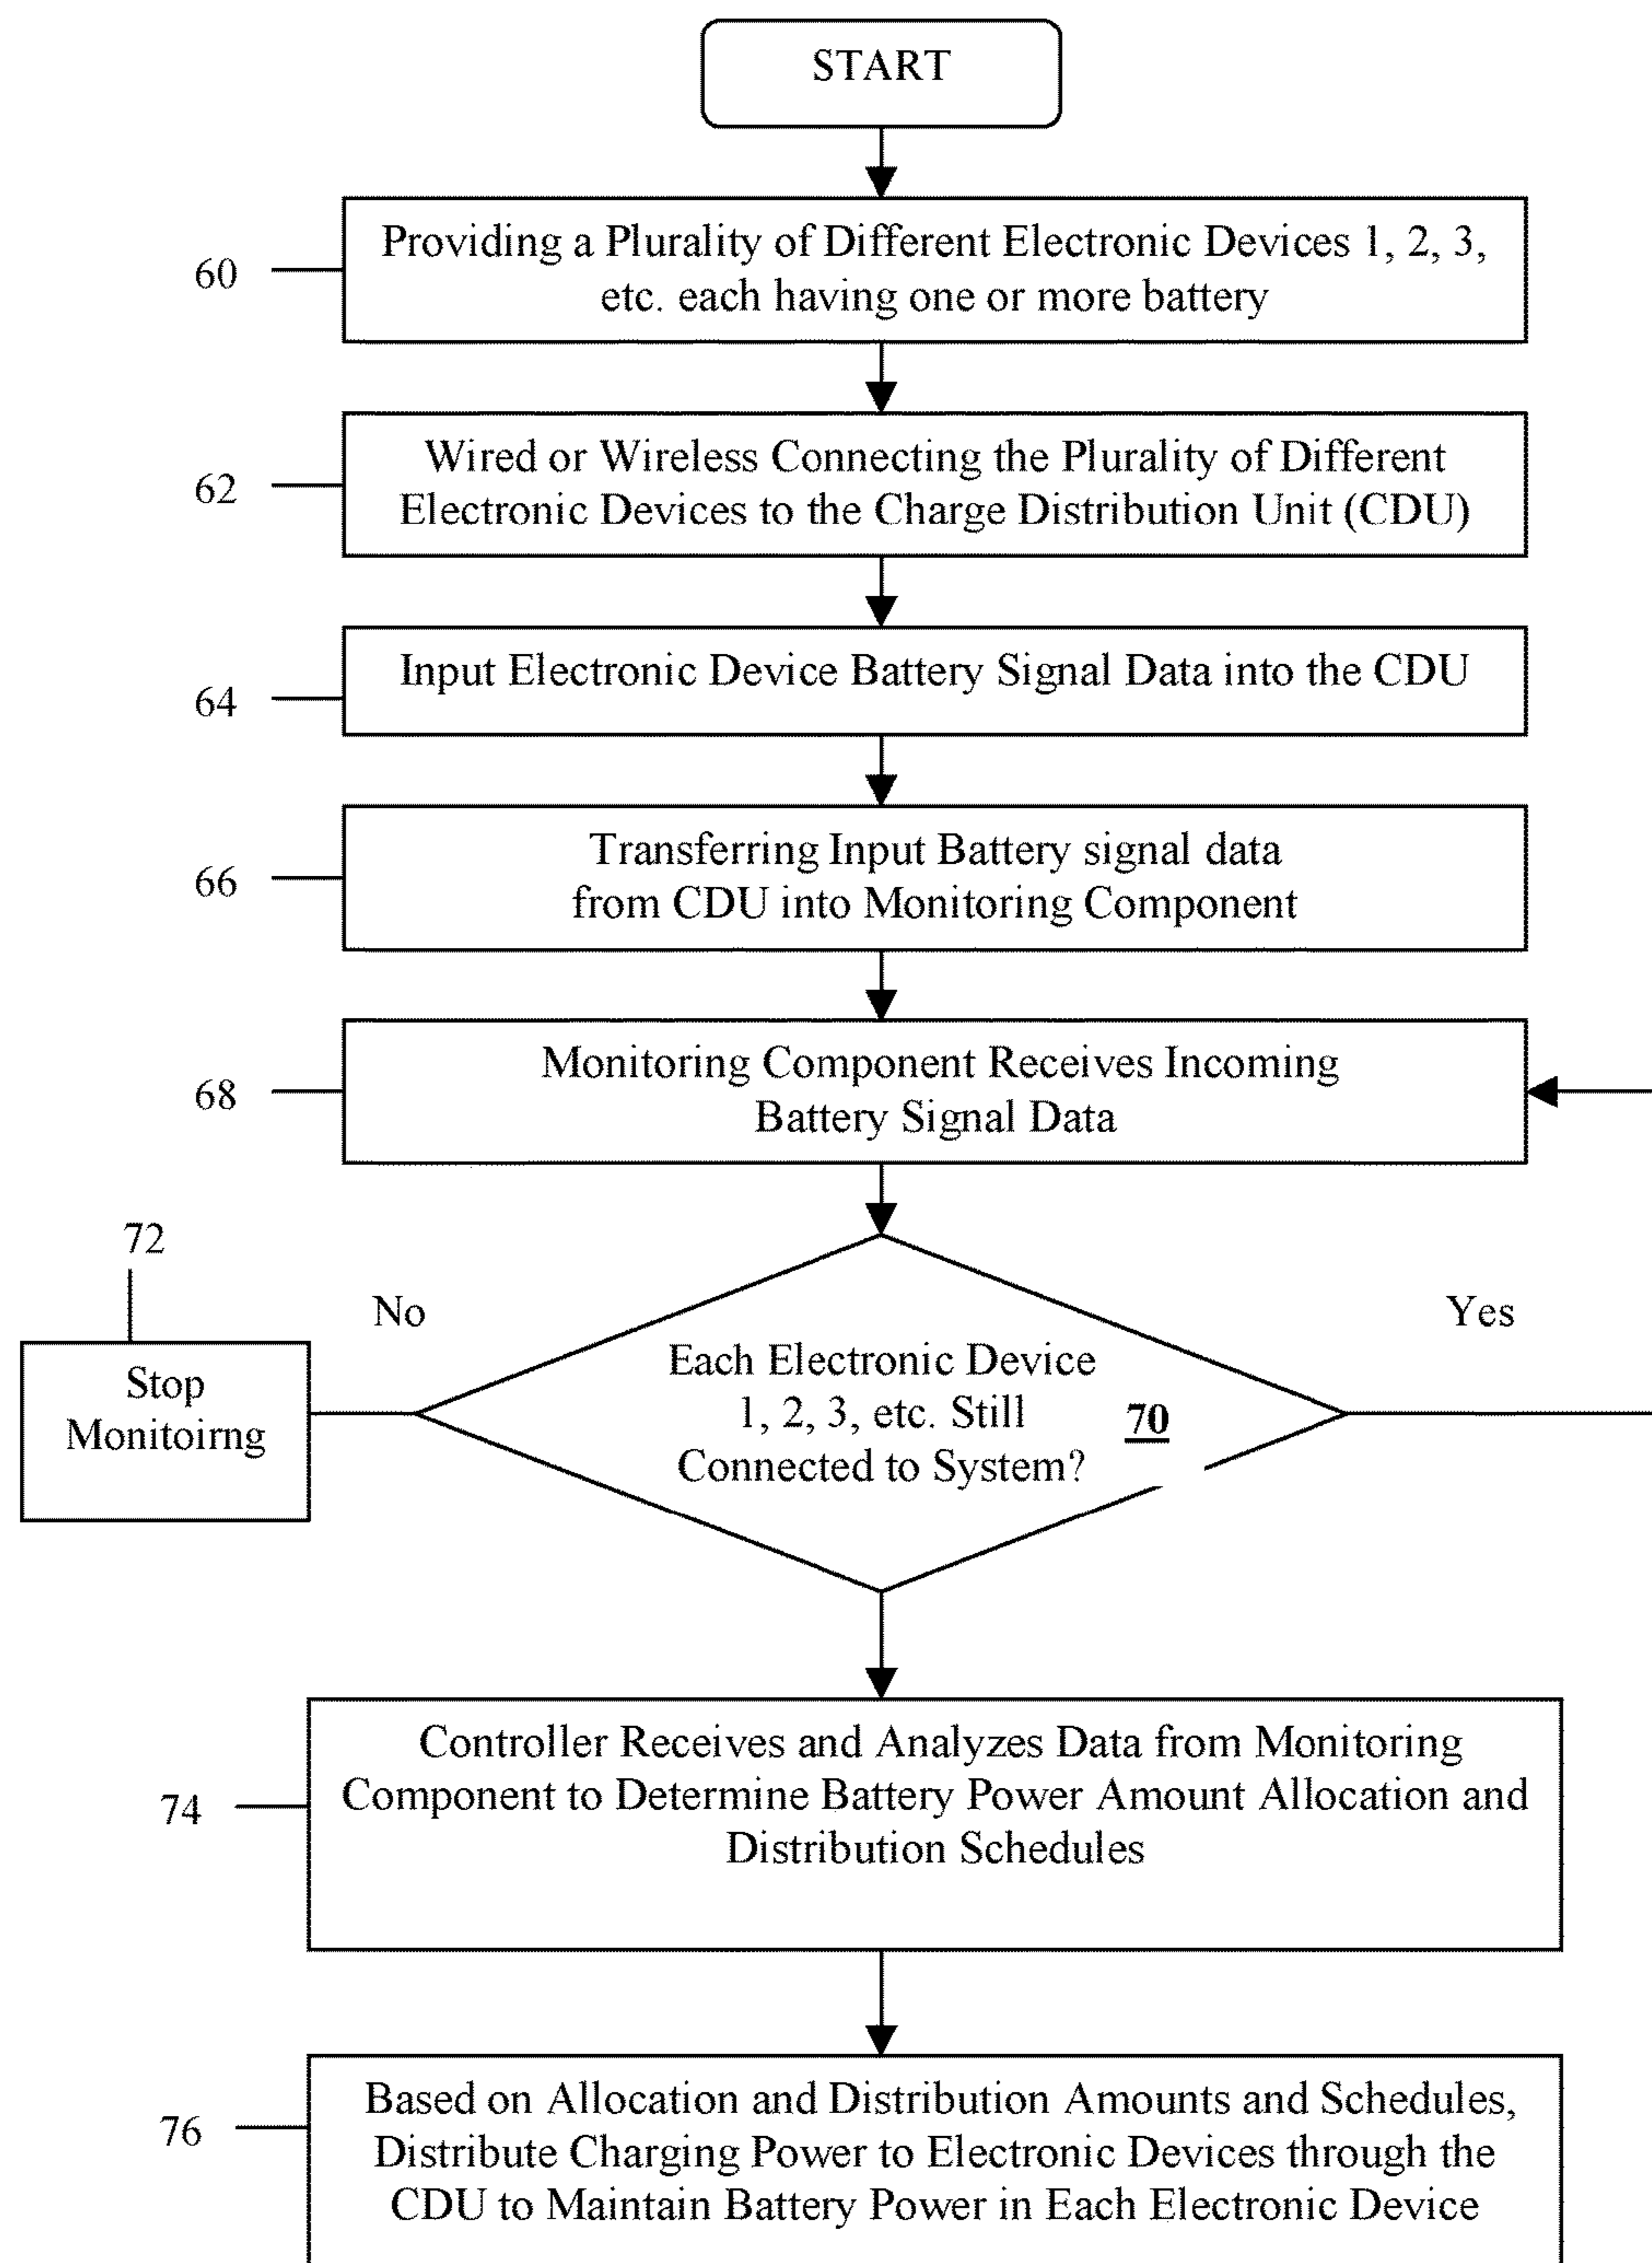 START
60
Providing a Plurality of Different Electronic Devices 1, 2, 3,
etc. each having one or more battery
62
Wired or Wireless Connecting the Plurality of Different
Electronic Devices to the Charge Distribution Unit (CDU)
64
Input Electronic Device Battery Signal Data into the CDU
66
Transferring Input Battery signal data
from CDU into Monitoring Component
68
Monitoring Component Receives Incoming
Battery Signal Data
72
No
Yes
Stop
Monitoirng
Each Electronic Device
1, 2, 3, etc. Still
Connected to System?
70
74
Controller Receives and Analyzes Data from Monitoring
Component to Determine Battery Power Amount Allocation and
Distribution Schedules
76
Based on Allocation and Distribution Amounts and Schedules,
Distribute Charging Power to Electronic Devices through the
CDU to Maintain Battery Power in Each Electronic Device